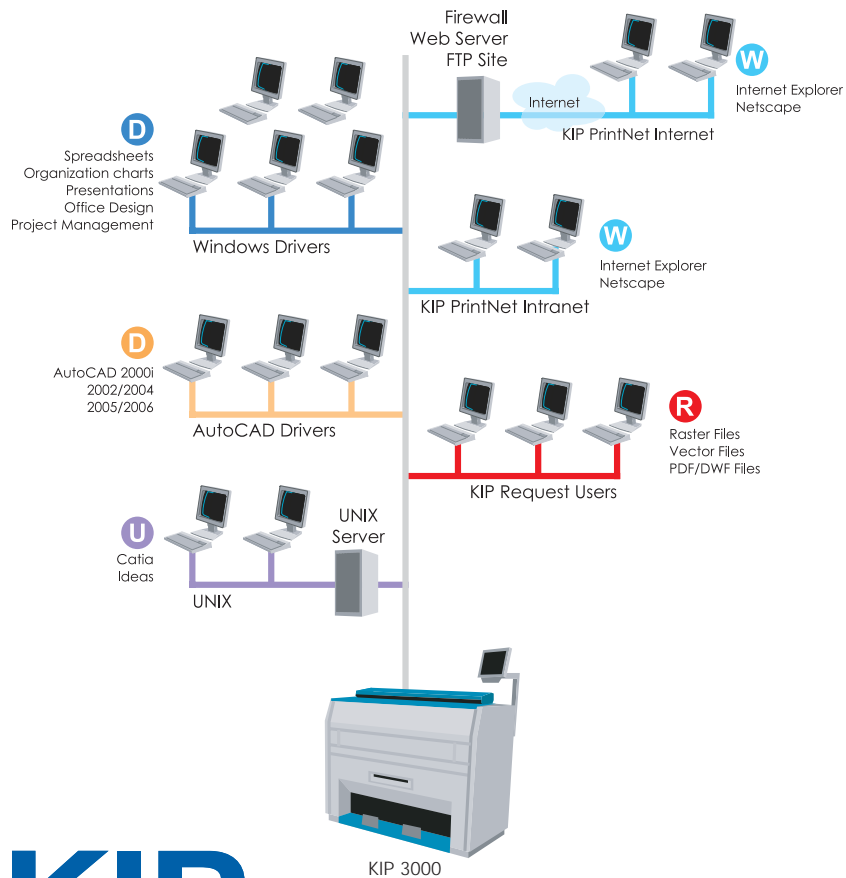 Firewall
Web Server
FTP Site
Internet
KIP PrintNet Internet
W
Internet Explorer
Netscape
D
Spreadsheets
Organization charts
Presentations
Office Design
Project Management
Windows Drivers
W
Internet Explorer
Netscape
KIP PrintNet Intranet
D
AutoCAD 2000i
2002/2004
2005/2006
AutoCAD Drivers
R
Raster Files
Vector Files
PDF/DWF Files
KIP Request Users
U
Catia
Ideas
UNIX
UNIX
Server
KIP 3000
KIP